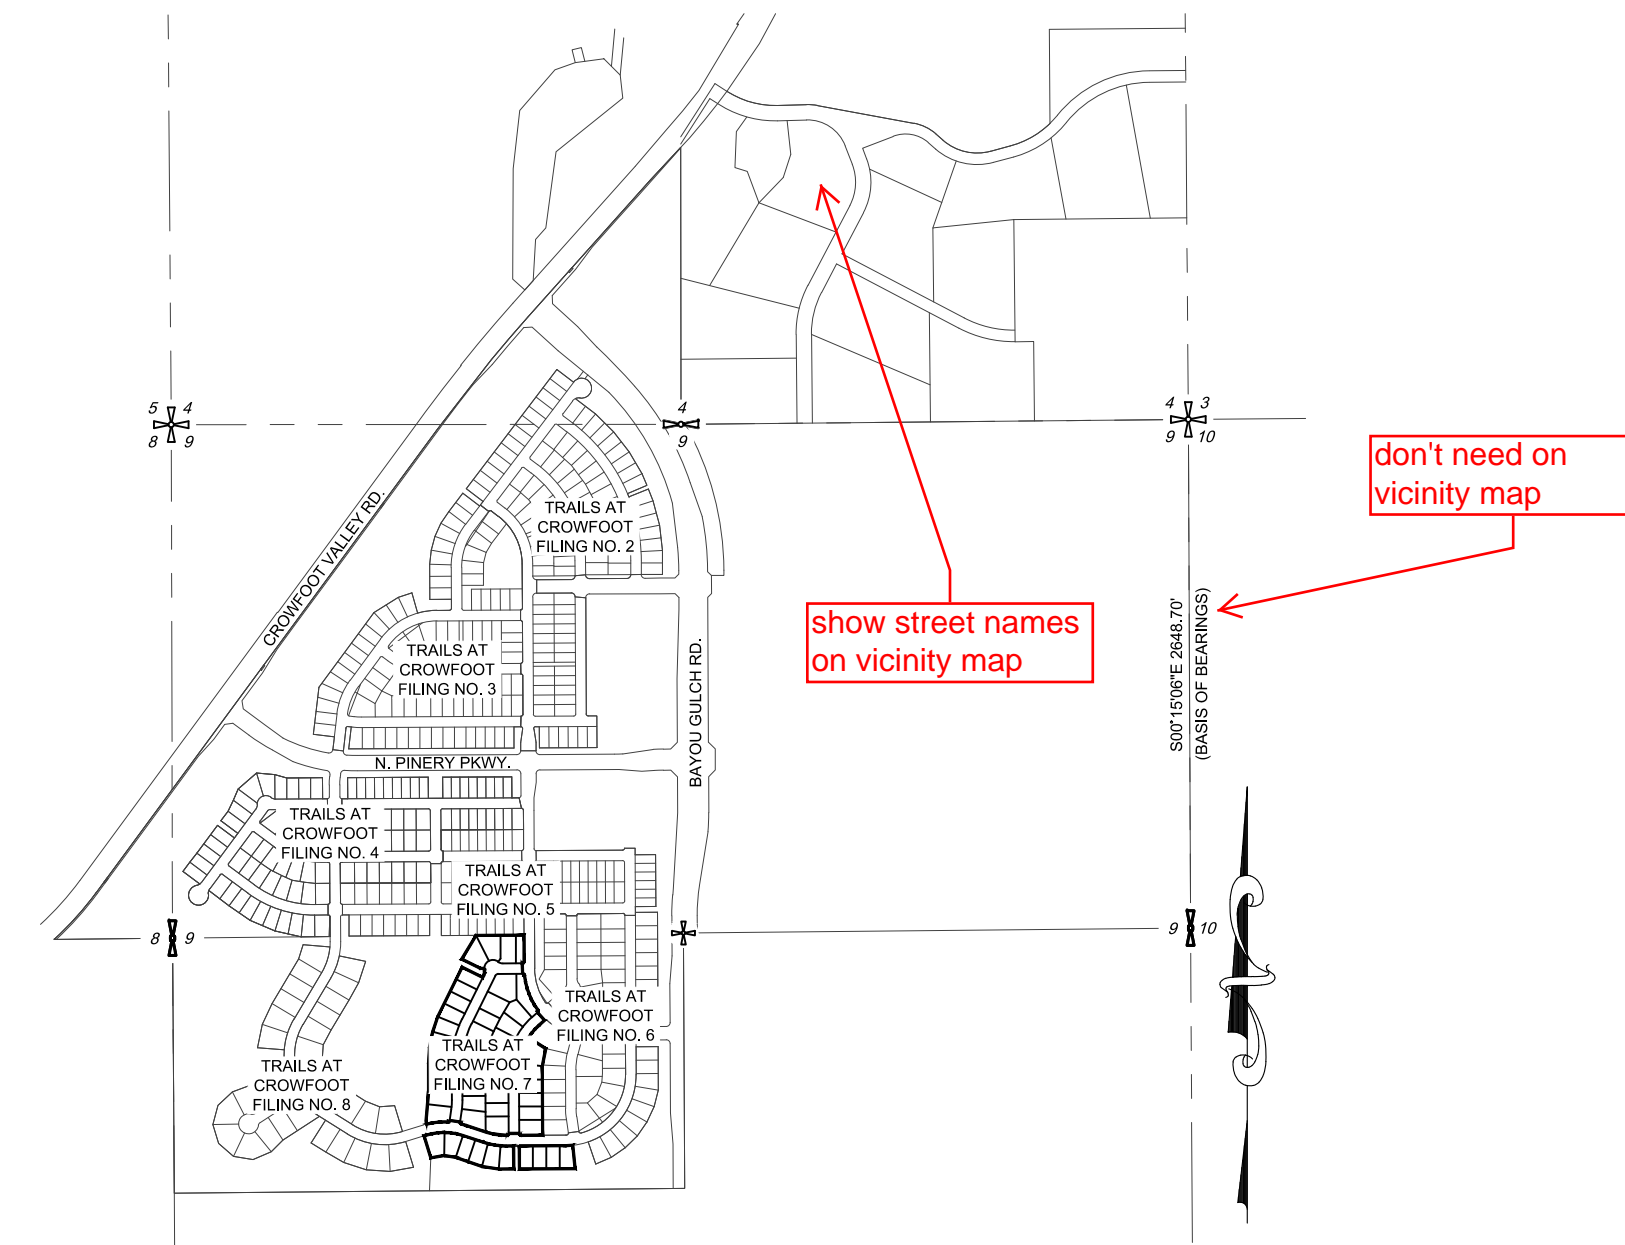 5 4
8 9
4
9
4 3
9 10
don't need on
vicinity map
CROWFOOT VALLEY RD.
TRAILS AT
CROWFOOT
FILING NO. 2
show street names
on vicinity map
TRAILS AT
CROWFOOT
FILING NO. 3
BAYOU GULCH RD.
S00°15'06"E 2648.70'
(BASIS OF BEARINGS)
N. PINERY PKWY.
TRAILS AT
CROWFOOT
FILING NO. 4
TRAILS AT
CROWFOOT
FILING NO. 5
8 9
9 10
TRAILS AT
CROWFOOT
FILING NO. 6
TRAILS AT
CROWFOOT
FILING NO. 7
TRAILS AT
CROWFOOT
FILING NO. 8